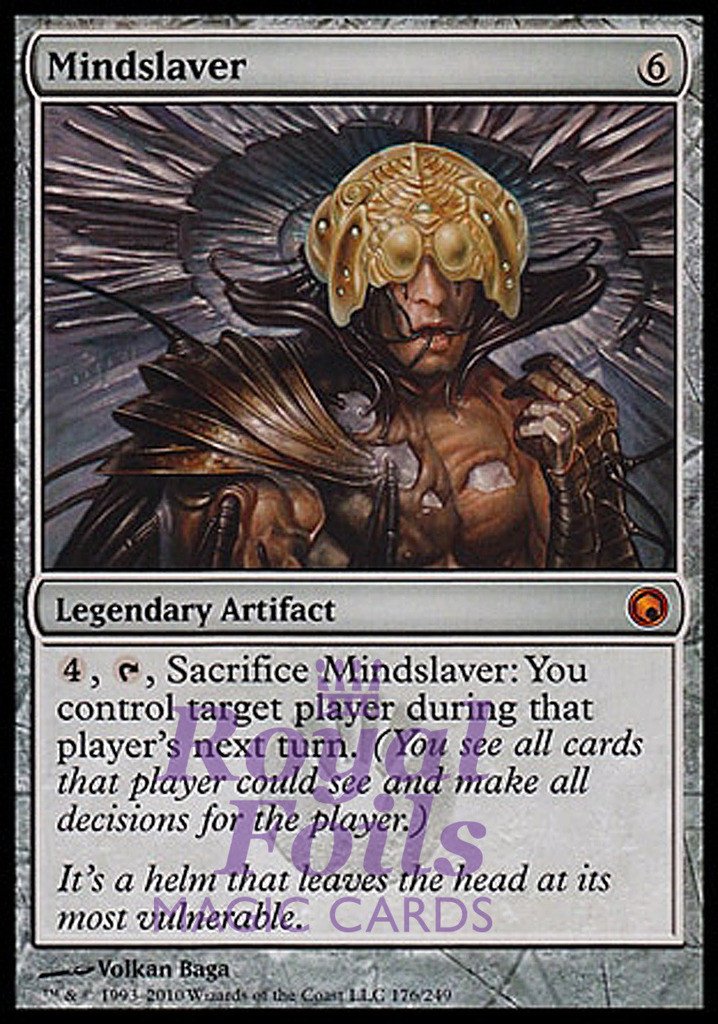 Mindslaver 6
Legendary Artifact
4, , Sacrifice Mindslaver: You
control target player during that
player's next turn. (You see all cards
that player could see and make all
decisions for the player.)
It's a helm that leaves the head at its
most vulnerable.
Royal
Foils
MAGIC CARDS
Volkan Baga
™ & © 1993-2010 Wizards of the Coast LLC 176/249